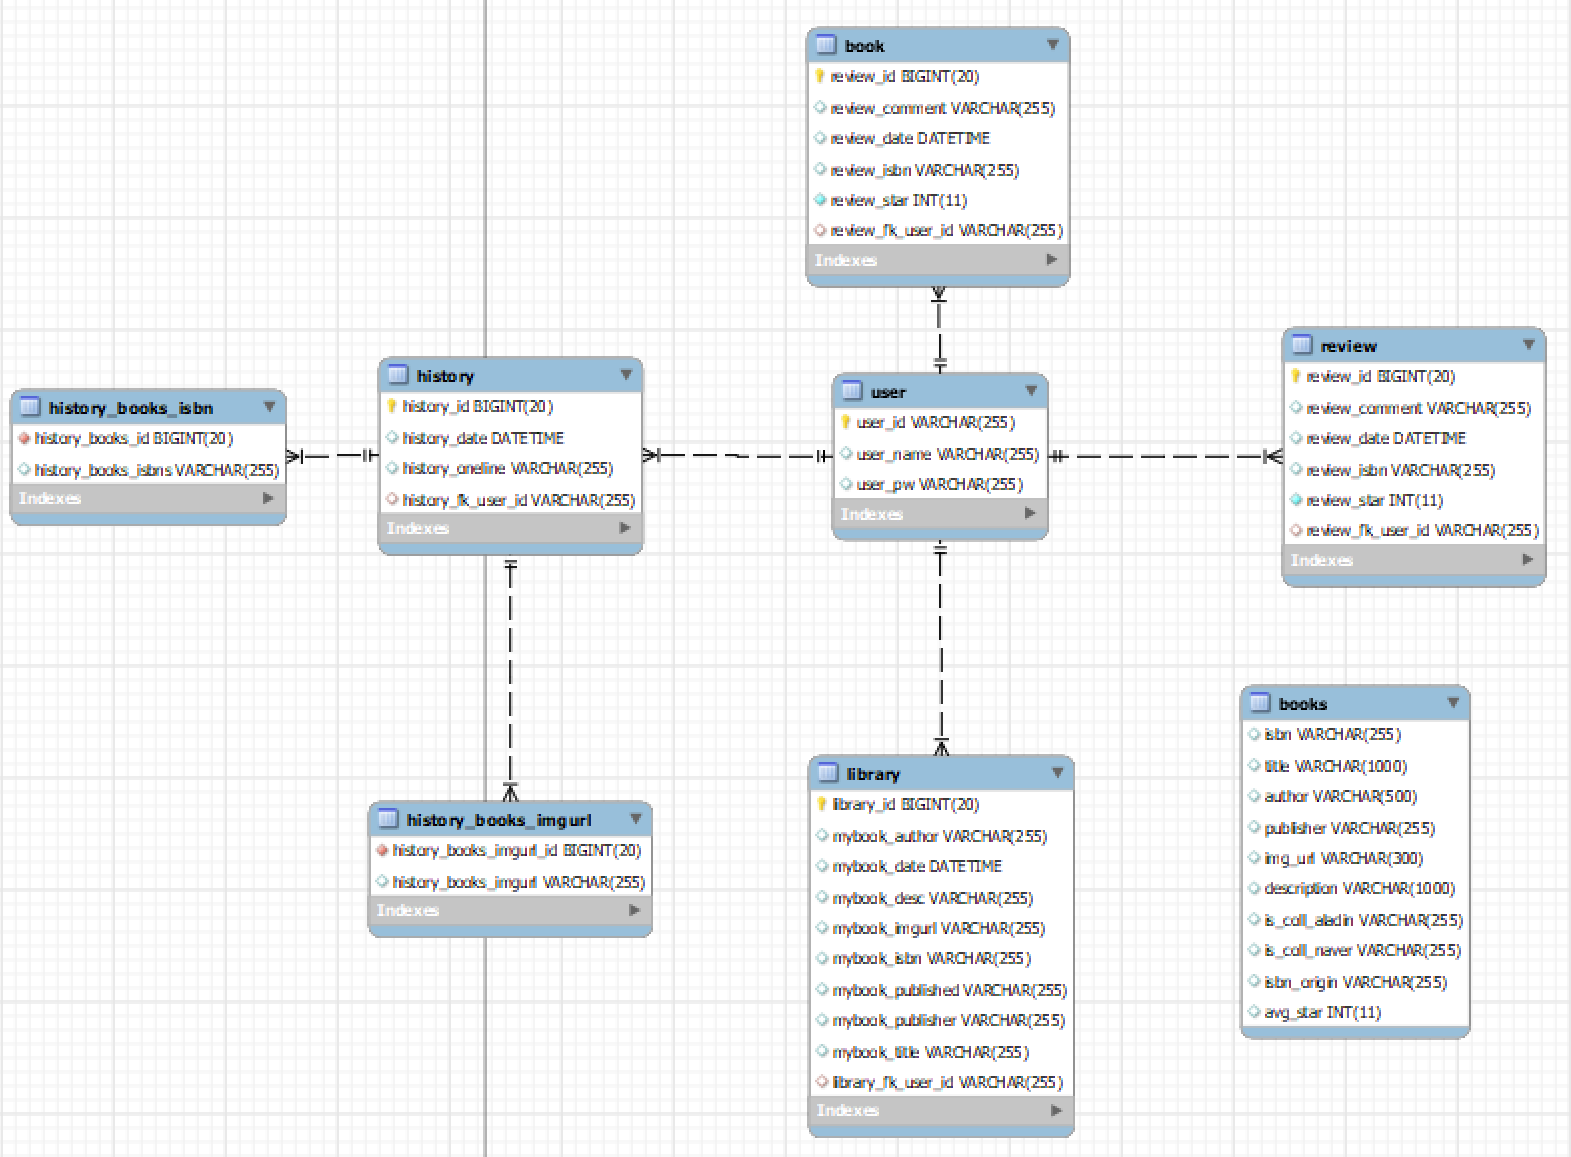 book
review_id BIGINT(20)
review_comment VARCHAR(255)
review_date DATETIME
review_isbn VARCHAR(255)
review_star INT(11)
review_fk_user_id VARCHAR(255)
Indexes
review
review_id BIGINT(20)
review_comment VARCHAR(255)
review_date DATETIME
review_isbn VARCHAR(255)
review_star INT(11)
review_fk_user_id VARCHAR(255)
Indexes
history
history_id BIGINT(20)
history_date DATETIME
history_oneline VARCHAR(255)
history_fk_user_id VARCHAR(255)
Indexes
user
user_id VARCHAR(255)
user_name VARCHAR(255)
user_pw VARCHAR(255)
Indexes
history_books_isbn
history_books_id BIGINT(20)
history_books_isbns VARCHAR(255)
Indexes
books
isbn VARCHAR(255)
title VARCHAR(1000)
author VARCHAR(500)
publisher VARCHAR(255)
img_url VARCHAR(300)
description VARCHAR(1000)
is_coll_aladin VARCHAR(255)
is_coll_naver VARCHAR(255)
isbn_origin VARCHAR(255)
avg_star INT(11)
library
library_id BIGINT(20)
mybook_author VARCHAR(255)
mybook_date DATETIME
mybook_desc VARCHAR(255)
mybook_imgurl VARCHAR(255)
mybook_isbn VARCHAR(255)
mybook_published VARCHAR(255)
mybook_publisher VARCHAR(255)
mybook_title VARCHAR(255)
library_fk_user_id VARCHAR(255)
Indexes
history_books_imgurl
history_books_imgurl_id BIGINT(20)
history_books_imgurl VARCHAR(255)
Indexes